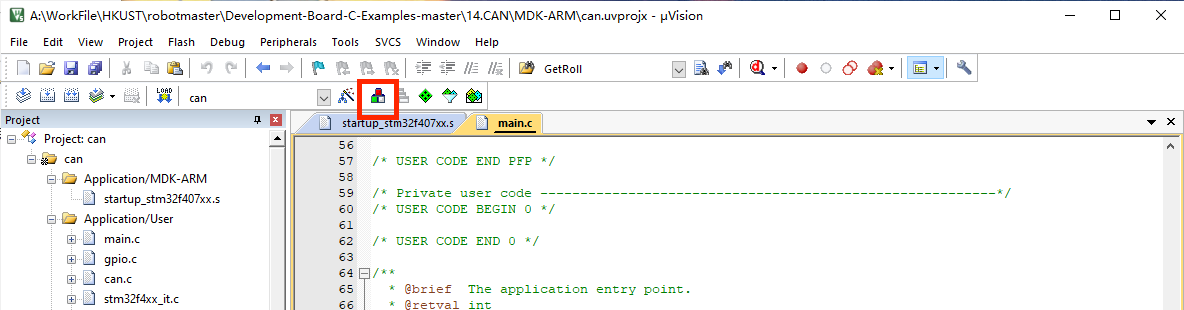 A:\WorkFile\HKUST\robotmaster\Development-Board-C-Examples-master\14.CAN\MDK-ARM\can.uvprojx - µVision
File Edit View Project Flash Debug Peripherals Tools SVCS Window Help
GetRoll
LOAD can
Project
startup_stm32f407xx.s main.c
Project: can
can
Application/MDK-ARM
startup_stm32f407xx.s
Application/User
main.c
gpio.c
can.c
stm32f4xx_it.c
56
57 /* USER CODE END PFP */
58
59 /* Private user code ---------------------------------------------------------*/
60 /* USER CODE BEGIN 0 */
61
62 /* USER CODE END 0 */
63
64 /**
65 * @brief  The application entry point.
66 * @retval int